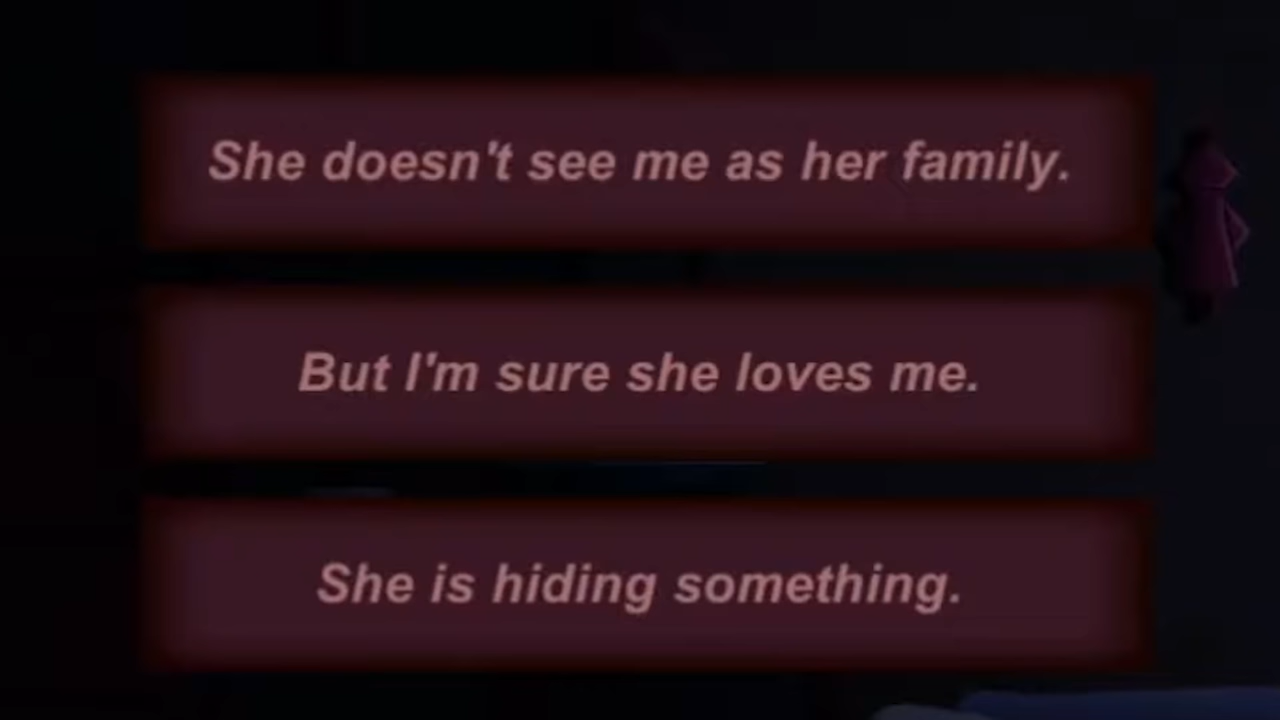 She doesn't see me as her family.
But I'm sure she loves me.
She is hiding something.